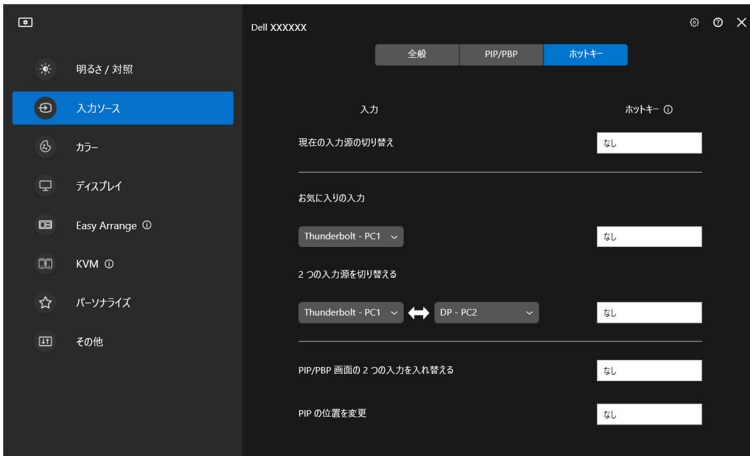 Dell XXXXXX
全般 PIP/PBP ホットキー
明るさ / 対照
入力ソース
カラー
ディスプレイ
Easy Arrange
KVM
パーソナライズ
その他
入力 ホットキー
現在の入力源の切り替え なし
お気に入りの入力
Thunderbolt - PC1 なし
2 つの入力源を切り替える
Thunderbolt - PC1 DP - PC2 なし
PIP/PBP 画面の 2 つの入力を入れ替える なし
PIP の位置を変更 なし